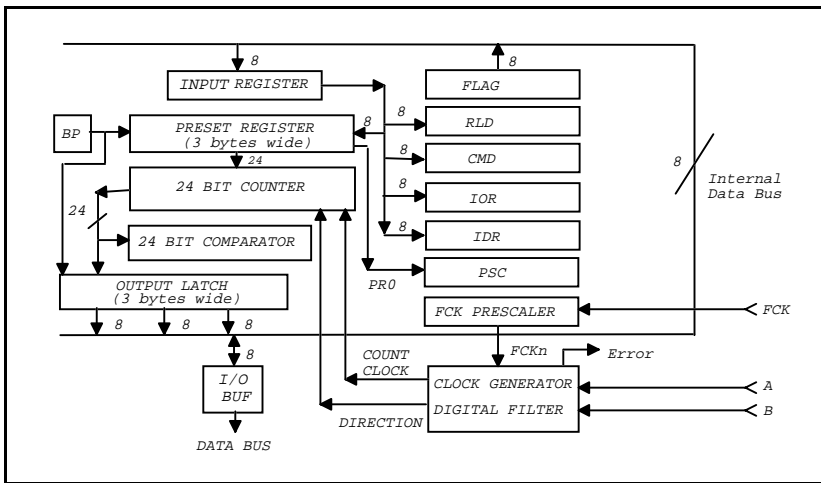 8
8
INPUT REGISTER
FLAG
8
8
RLD
BP
PRESET REGISTER
(3 bytes wide)
8
CMD
8
Internal
Data Bus
24
24 BIT COUNTER
8
IOR
24
24 BIT COMPARATOR
8
IDR
PR0
PSC
OUTPUT LATCH
(3 bytes wide)
FCK PRESCALER
FCK
8
8
8
8
FCKn
Error
COUNT
CLOCK
I/O
BUF
CLOCK GENERATOR
A
DIGITAL FILTER
B
DIRECTION
DATA BUS